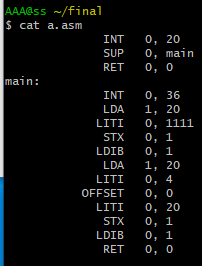 AAA@ss ~/final
$ cat a.asm
INT 0, 20
SUP 0, main
RET 0, 0
main:
INT 0, 36
LDA 1, 20
LITI 0, 1111
STX 0, 1
LDIB 0, 1
LDA 1, 20
LITI 0, 4
OFFSET 0, 0
LITI 0, 20
STX 0, 1
LDIB 0, 1
RET 0, 0